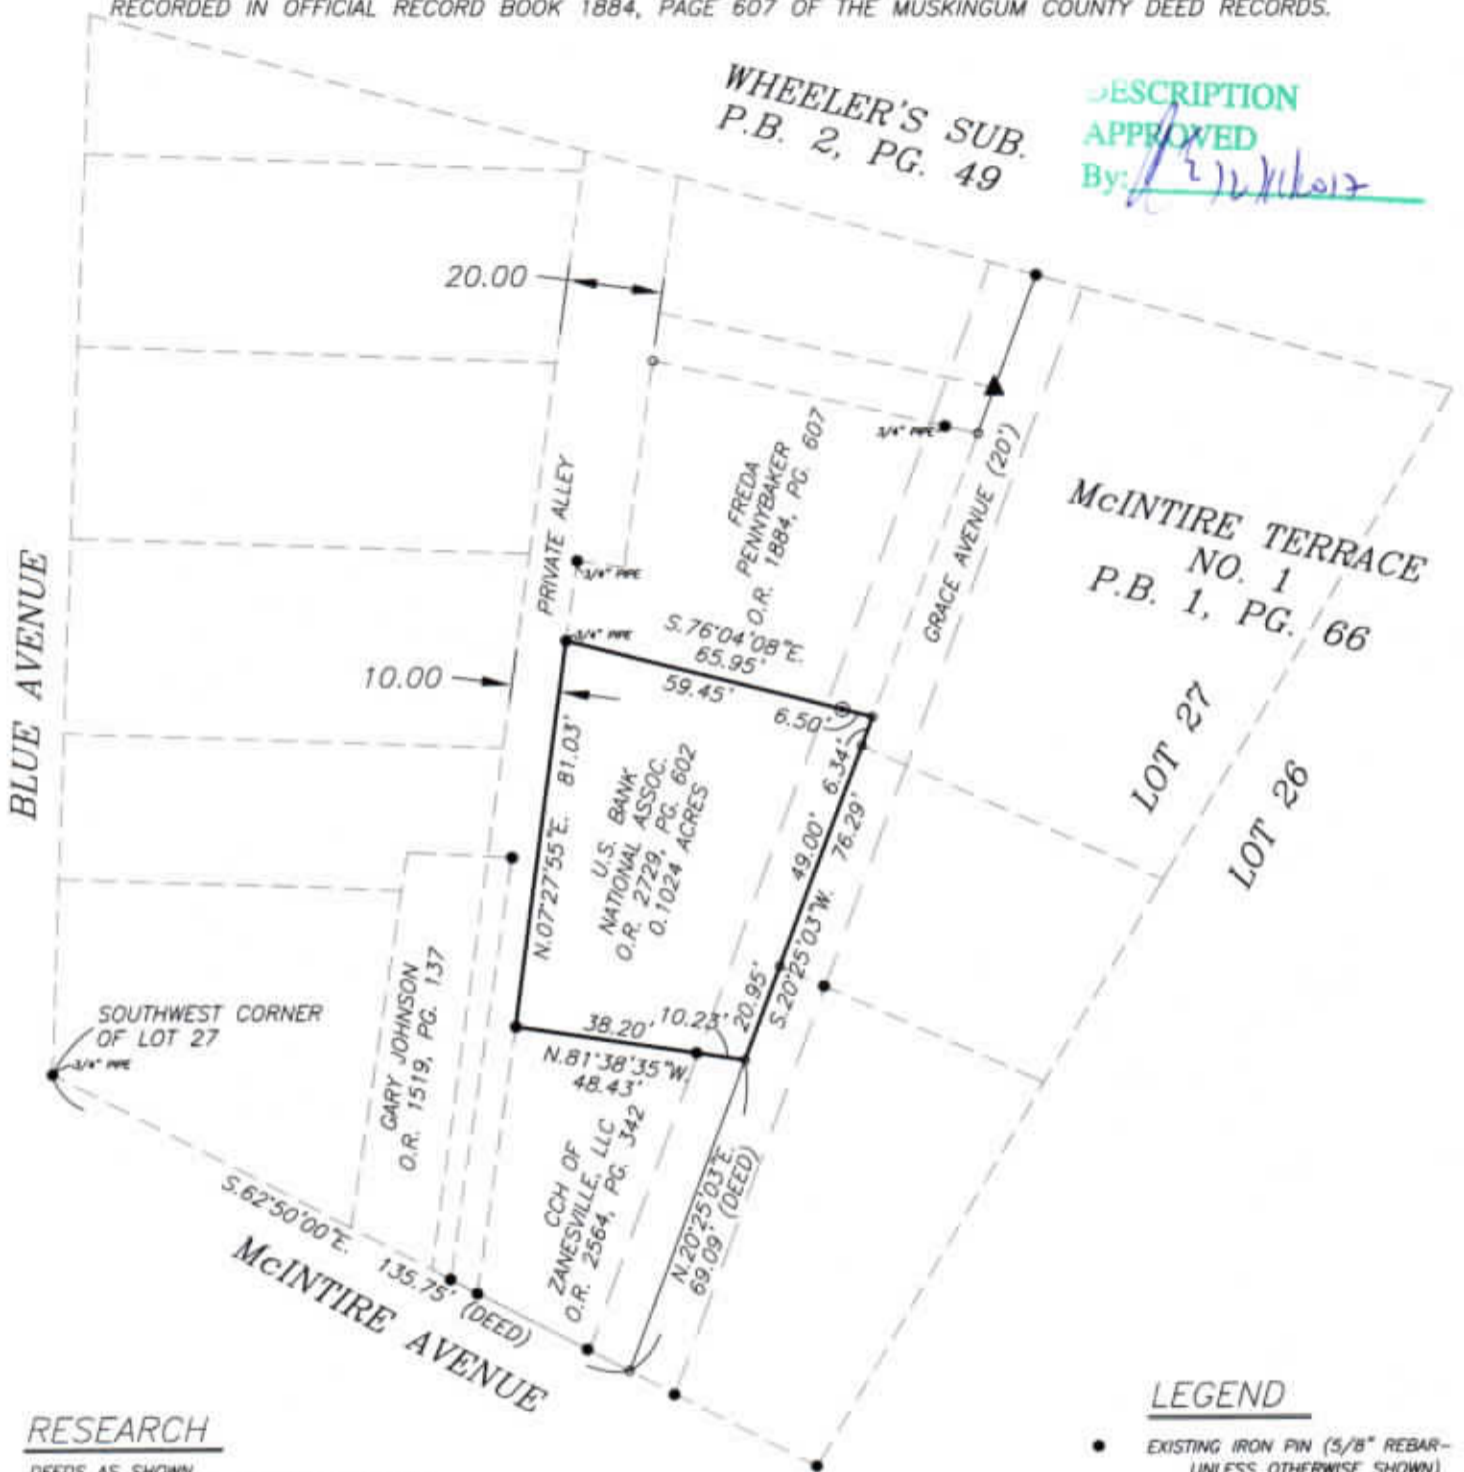 RECORDED IN OFFICIAL RECORD BOOK 1884, PAGE 607 OF THE MUSKINGUM COUNTY DEED RECORDS.
WHEELER'S SUB.
P.B. 2, PG. 49
DESCRIPTION
APPROVED
By:
20.00
3/4" PIPE
FREDA
PENNYBAKER
O.R. 1884, PG. 607
GRACE AVENUE (20')
McINTIRE TERRACE
NO. 1
P.B. 1, PG. 66
PRIVATE ALLEY
3/4" PIPE
BLUE AVENUE
3/4" PIPE
S.76°04'08"E.
65.95'
59.45'
6.50'
10.00
6.34'
LOT 27
LOT 26
N.07°27'55"E. 81.03'
U.S. BANK
NATIONAL ASSOC.
O.R. 2729, PG. 602
0.1024 ACRES
49.00'
76.29'
S.20°25'03"W.
20.95'
GARY JOHNSON
O.R. 1519, PG. 137
SOUTHWEST CORNER
OF LOT 27
3/4" PIPE
38.20'
10.23'
N.81°38'35"W.
48.43'
CCH OF
ZANESVILLE, LLC
O.R. 2564, PG. 342
N.20°25'03"E.
69.09' (DEED)
S.62°50'00"E. 135.75' (DEED)
McINTIRE AVENUE
RESEARCH
DEEDS AS SHOWN
LEGEND
EXISTING IRON PIN (5/8" REBAR-
UNLESS OTHERWISE SHOWN)